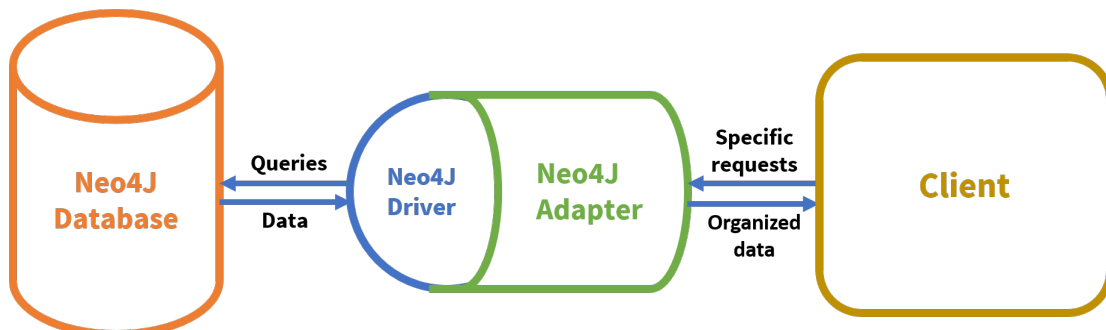 Neo4J
Database
Queries
Data
Neo4J
Driver
Neo4J
Adapter
Specific
requests
Organized
data
Client